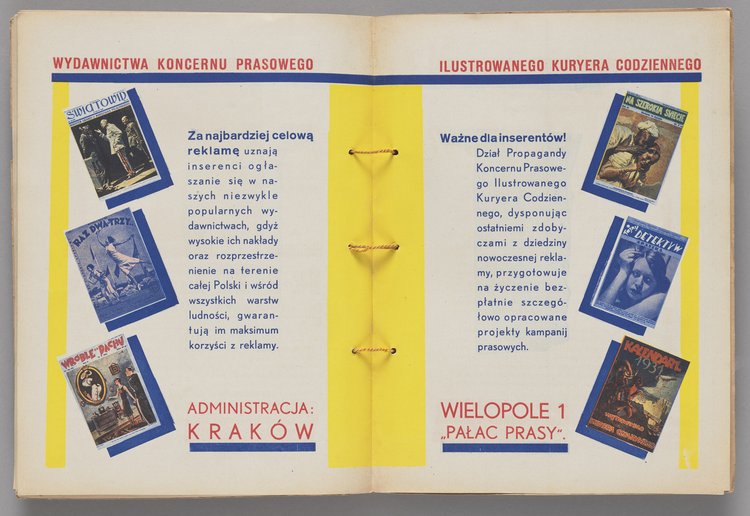 WYDAWNICTWA KONCERNU PRASOWEGO
ŚWIATOWID
RAZ, DWA, TRZY...
WRÓBLE NA DACHU
Za najbardziej celową
reklamę uznają
inserenci ogła-
szanie się w na-
szych niezwykle
popularnych wy-
dawnictwach, gdyż
wysokie ich nakłady
oraz rozprzestrze-
nienie na terenie
całej Polski i wśród
wszystkich warstw
ludności, gwaran-
tują im maksimum
korzyści z reklamy.
ADMINISTRACJA:
KRAKÓW
ILUSTROWANEGO KURYERA CODZIENNEGO
Ważne dla inserentów!
Dział Propagandy
Koncernu Prasowe-
go Ilustrowanego
Kuryera Codzien-
nego, dysponując
ostatniemi zdoby-
czami z dziedziny
nowoczesnej rekla-
my, przygotowuje
na życzenie bez-
płatnie szczegó-
łowo opracowane
projekty kampanij
prasowych.
WIELOPOLE 1
„PAŁAC PRASY“.
NA SZEROKIM ŚWIECIE
DETEKTYW
KALENDARZ
1931